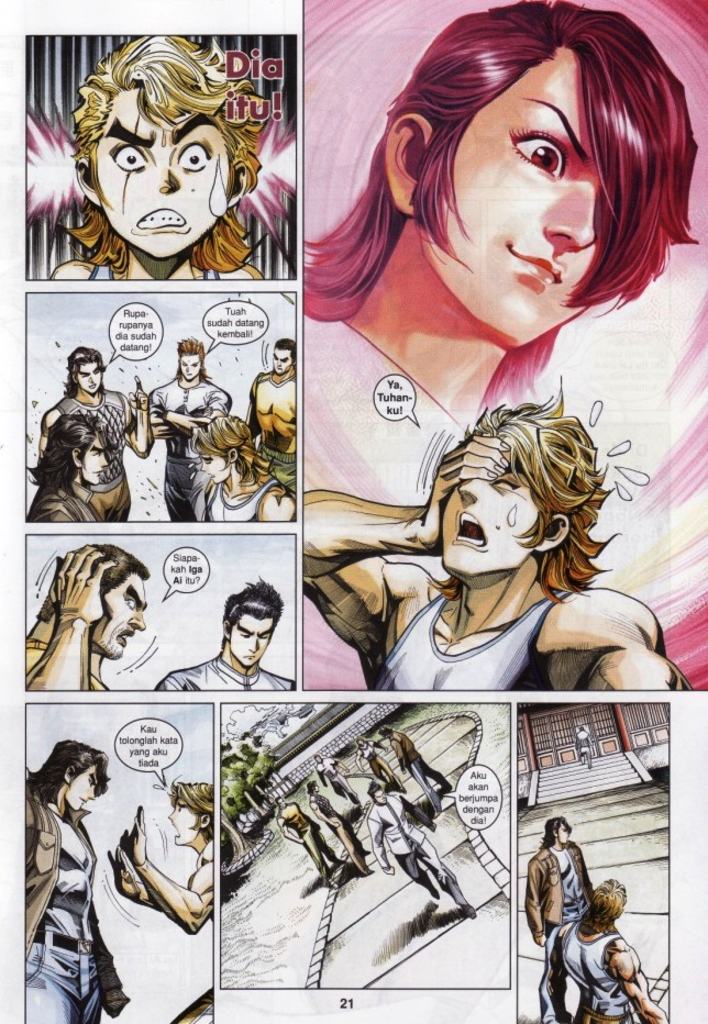 Dia
itu!
Ya,
Tuhan-
ku!
Rupa-
rupanya
dia sudah
datang!
Tuah
sudah datang
kembali!
Siapa-
kah Iga
Ai itu?
Kau
tolonglah kata
yang aku
tiada
Aku
akan
berjumpa
dengan
dia!
21